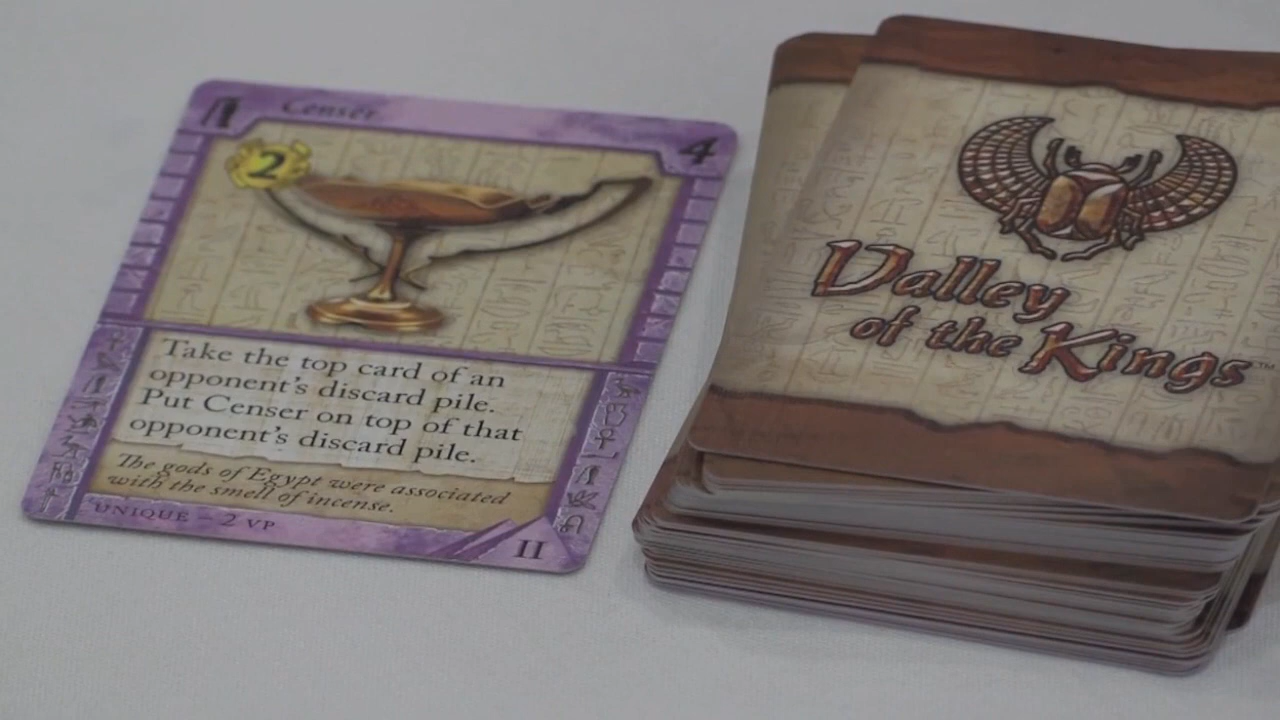 Censer
4
2
Take the top card of an
opponent's discard pile.
Put Censer on top of that
opponent's discard pile.
The gods of Egypt were associated
with the smell of incense.
UNIQUE – 2 VP
II
Valley
of the Kings™